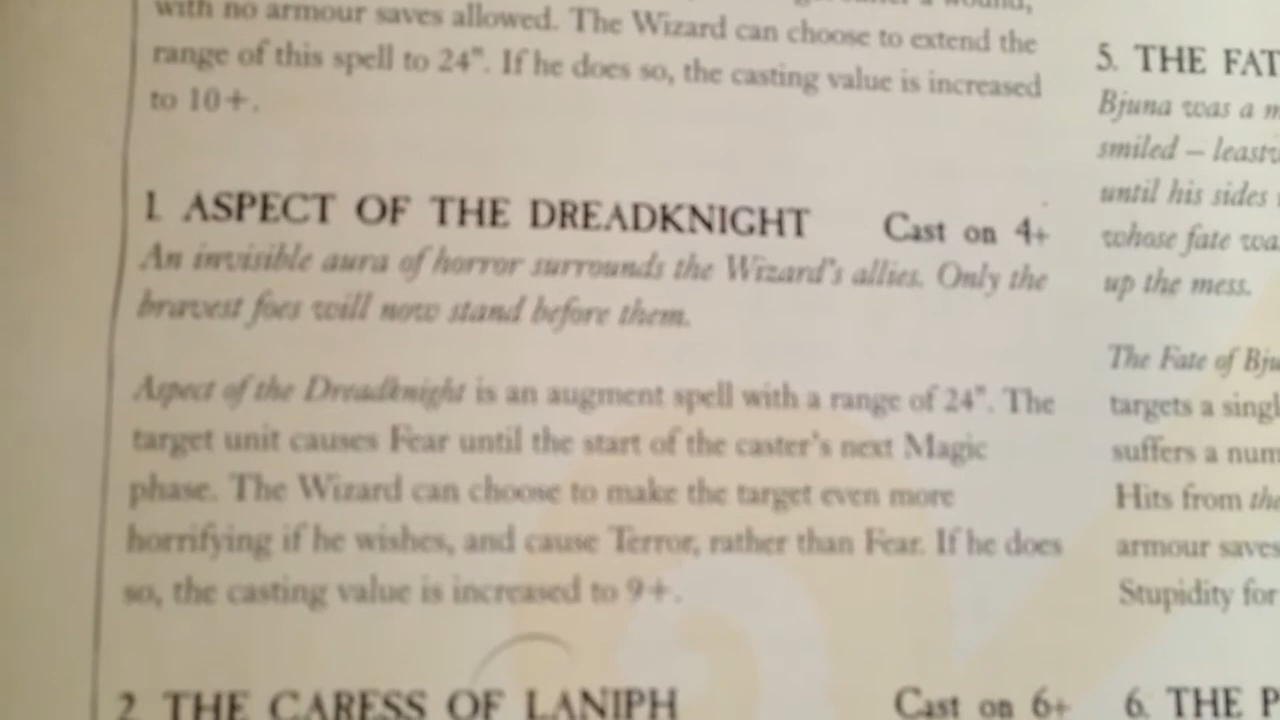 with no armour saves allowed. The Wizard can choose to extend the
range of this spell to 24". If he does so, the casting value is increased
to 10+.
1. ASPECT OF THE DREADKNIGHT Cast on 4+
An invisible aura of horror surrounds the Wizard's allies. Only the
bravest foes will now stand before them.
Aspect of the Dreadknight is an augment spell with a range of 24". The
target unit causes Fear until the start of the caster's next Magic
phase. The Wizard can choose to make the target even more
horrifying if he wishes, and cause Terror, rather than Fear. If he does
so, the casting value is increased to 9+.
2. THE CARESS OF LANIPH Cast on 6+
5. THE FAT
Bjuna was a m
smiled – leastw
until his sides
whose fate wa
up the mess.
The Fate of Bju
targets a singl
suffers a num
Hits from the
armour saves
Stupidity for
6. THE P